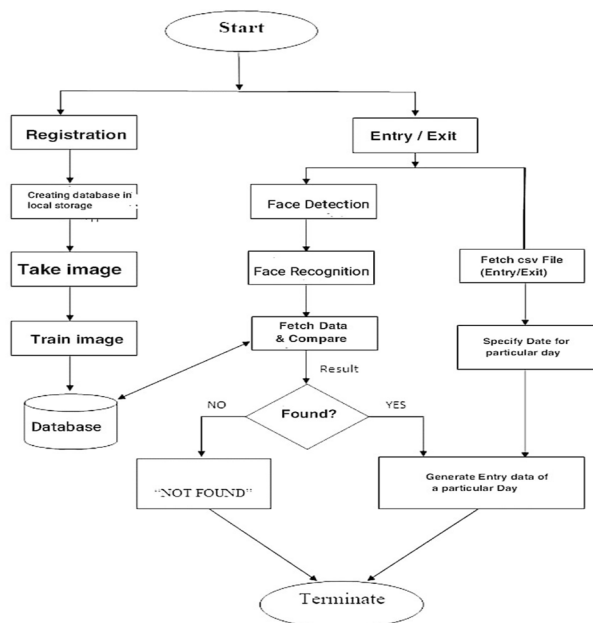 Start
Registration
Entry / Exit
Creating database in
local storage
Face Detection
Take image
Face Recognition
Fetch csv File
(Entry/Exit)
Train image
Fetch Data
& Compare
Specify Date for
particular day
Result
Database
NO
Found?
YES
"NOT FOUND"
Generate Entry data of
a particular Day
Terminate